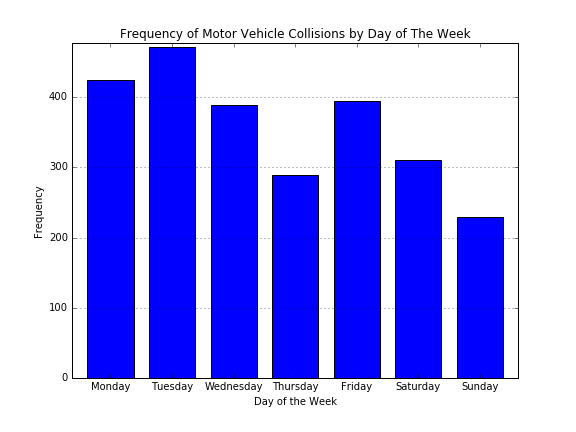 Frequency of Motor Vehicle Collisions by Day of The Week
Frequency
400
300
200
100
0
Monday Tuesday Wednesday Thursday Friday Saturday Sunday
Day of the Week